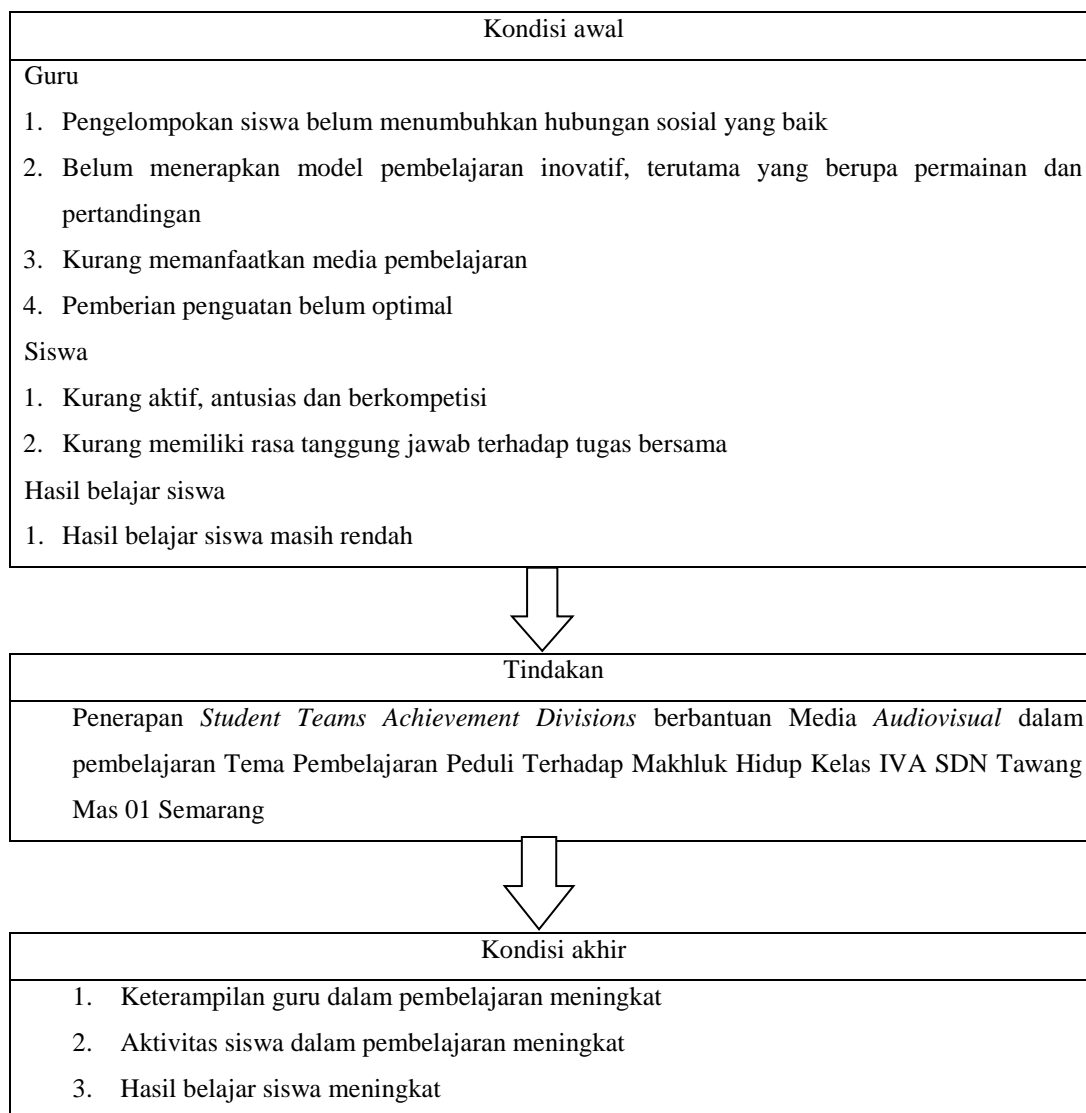 Kondisi awal
Guru
1. Pengelompokan siswa belum menumbuhkan hubungan sosial yang baik
2. Belum menerapkan model pembelajaran inovatif, terutama yang berupa permainan dan
pertandingan
3. Kurang memanfaatkan media pembelajaran
4. Pemberian penguatan belum optimal
Siswa
1. Kurang aktif, antusias dan berkompetisi
2. Kurang memiliki rasa tanggung jawab terhadap tugas bersama
Hasil belajar siswa
1. Hasil belajar siswa masih rendah
Tindakan
Penerapan Student Teams Achievement Divisions berbantuan Media Audiovisual dalam
pembelajaran Tema Pembelajaran Peduli Terhadap Makhluk Hidup Kelas IVA SDN Tawang
Mas 01 Semarang
Kondisi akhir
1. Keterampilan guru dalam pembelajaran meningkat
2. Aktivitas siswa dalam pembelajaran meningkat
3. Hasil belajar siswa meningkat